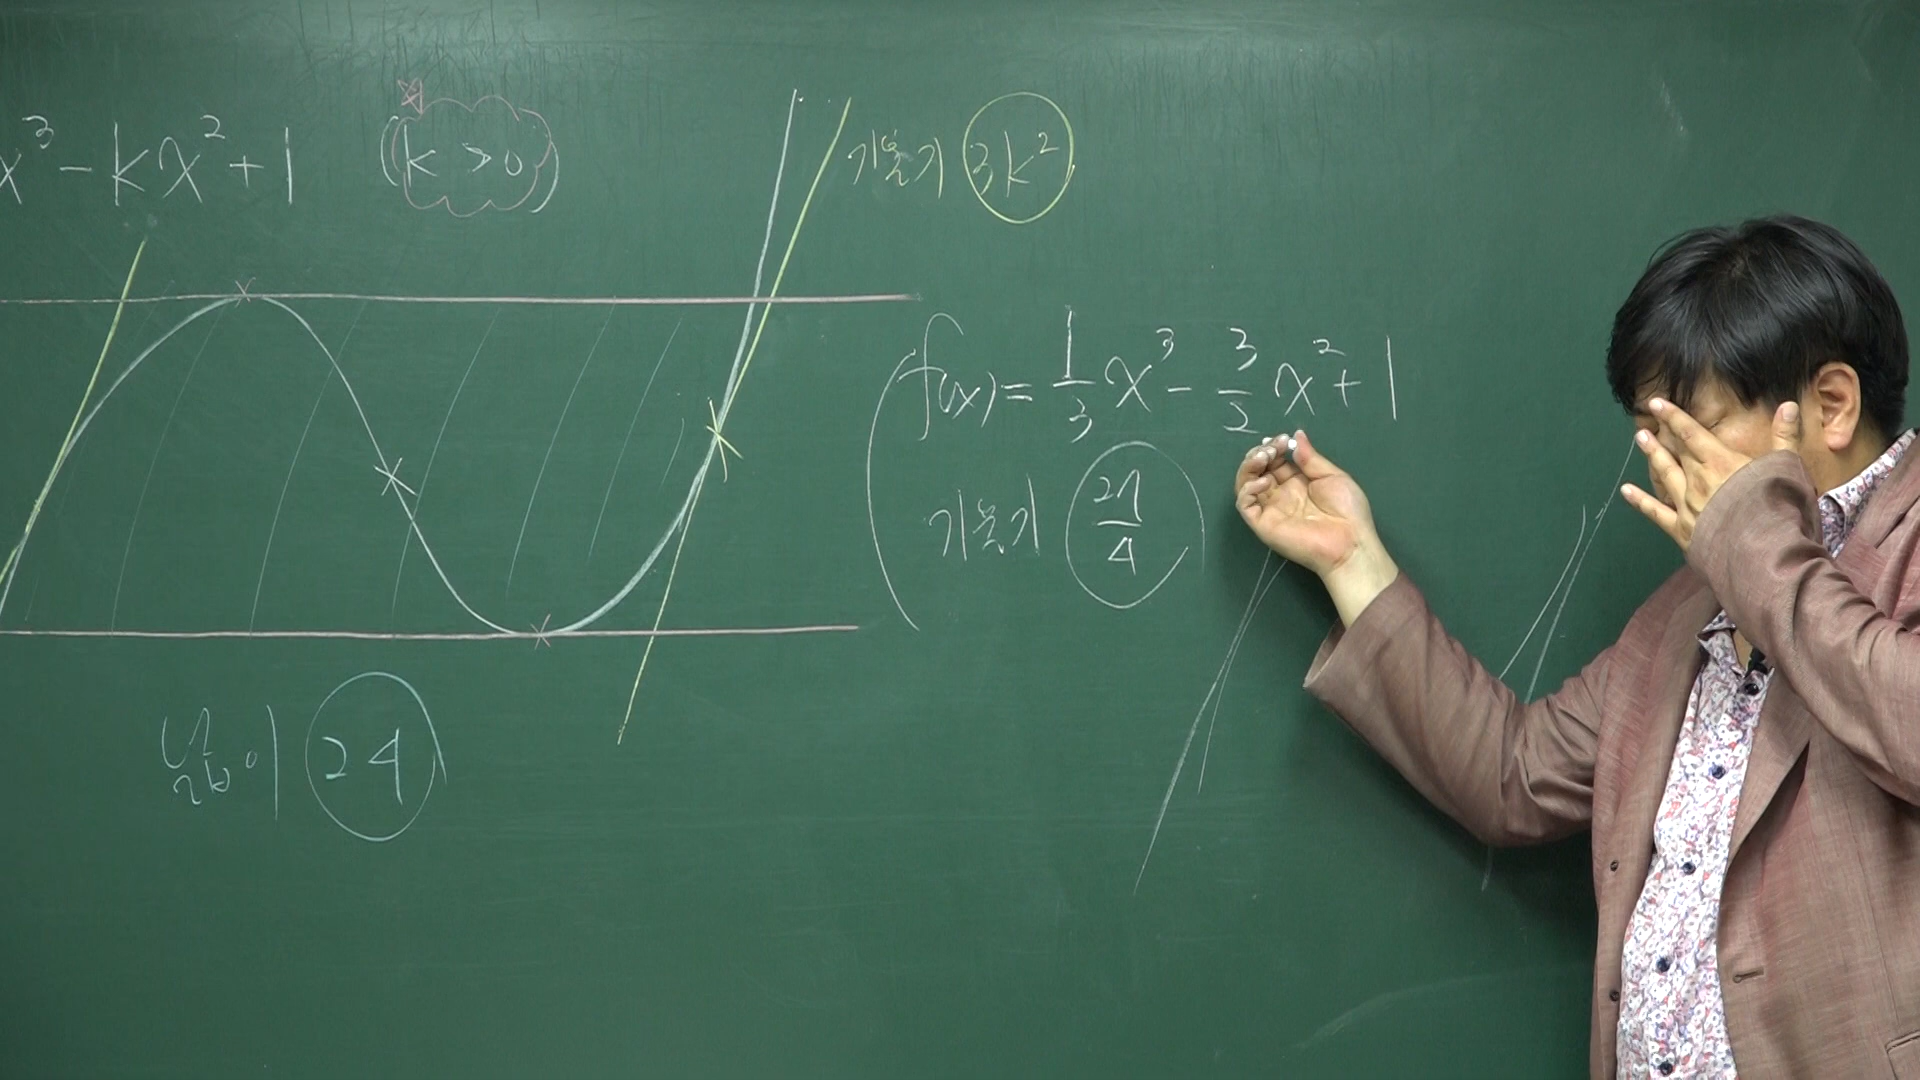 x³ - kx² + 1 (k > 0)
기울기 3k²
f(x) = 1/3 x³ - 3/2 x² + 1
기울기 27/4
넓이 24